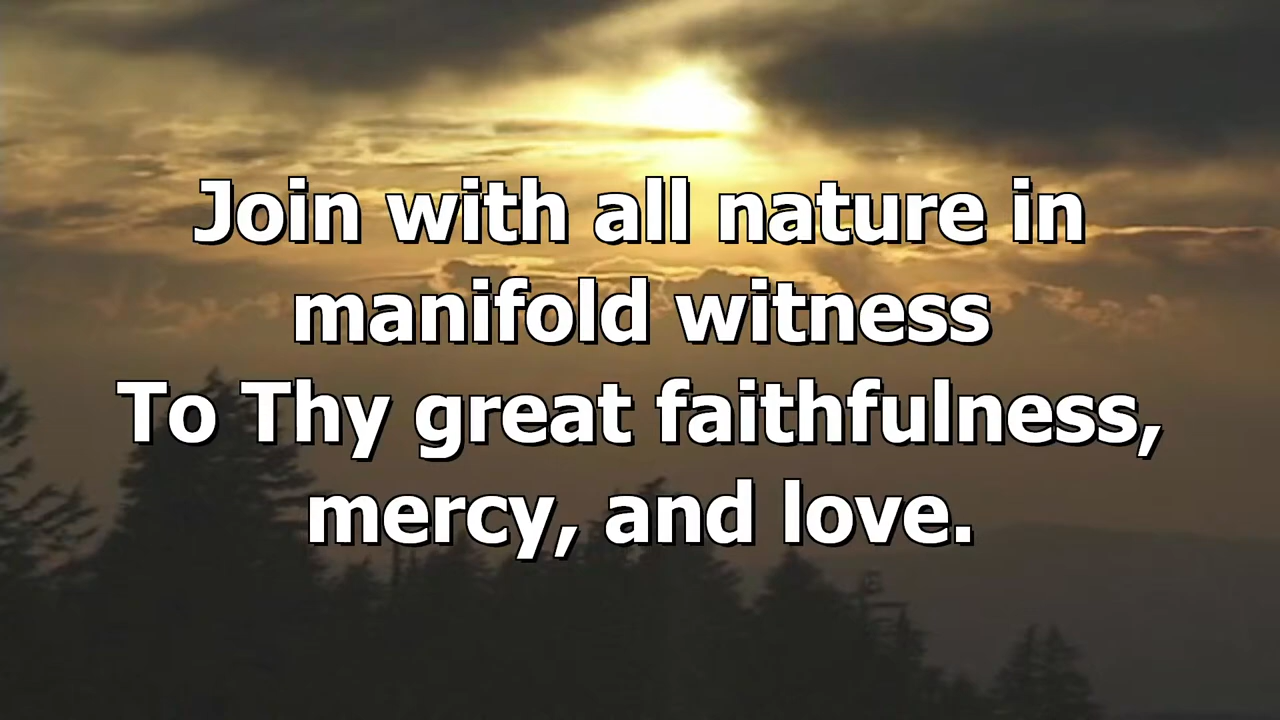 Join with all nature in
manifold witness
To Thy great faithfulness,
mercy, and love.